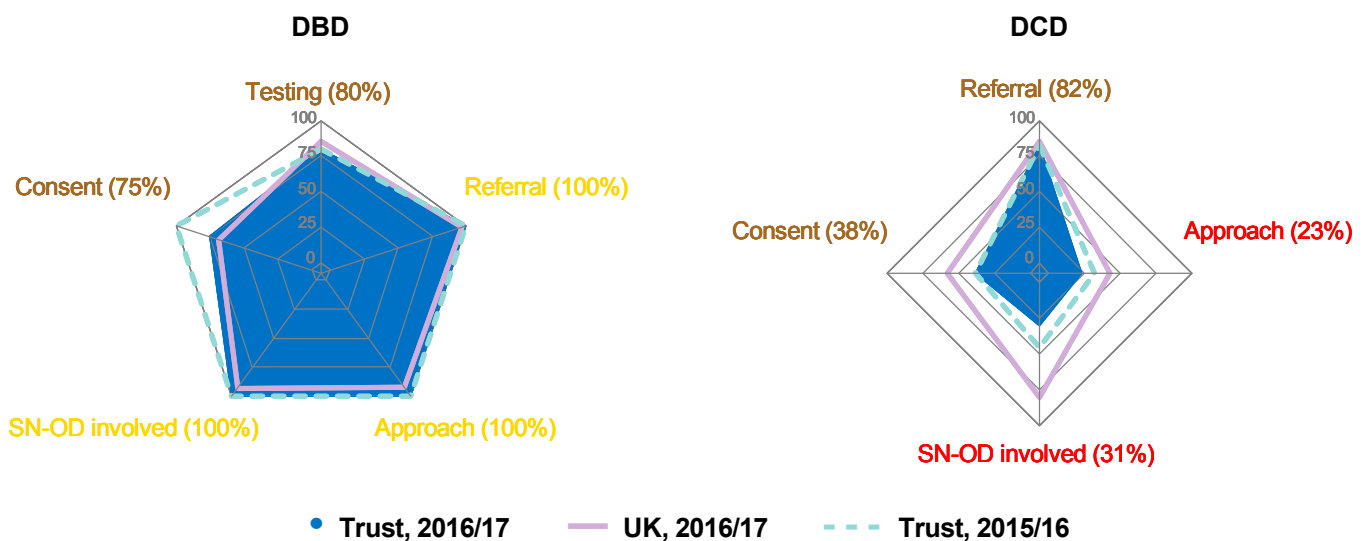 DBD
DCD
Testing (80%)
Referral (82%)
100
75
50
25
0
100
75
50
25
0
Consent (75%)
Referral (100%)
Consent (38%)
Approach (23%)
SN-OD involved (100%)
Approach (100%)
SN-OD involved (31%)
Trust, 2016/17
UK, 2016/17
Trust, 2015/16